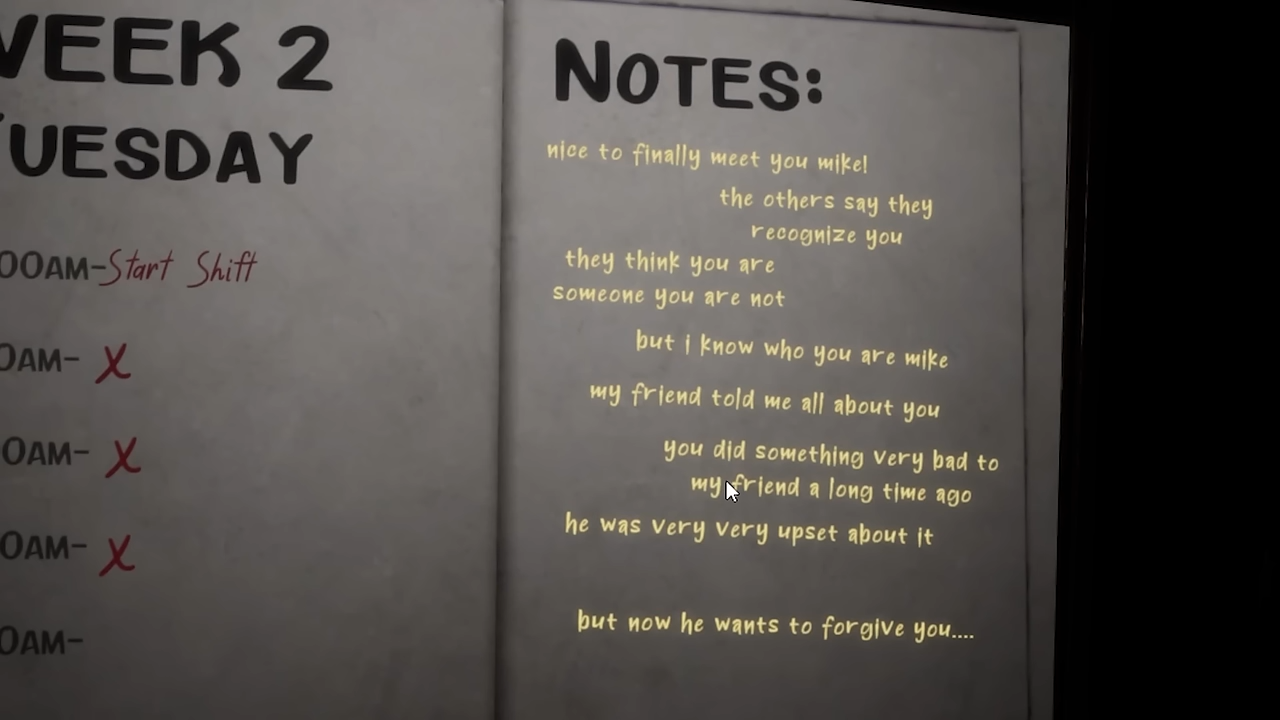 WEEK 2
TUESDAY
00AM-Start Shift
0AM- X
0AM- X
0AM- X
0AM-
NOTES:
nice to finally meet you mike!
the others say they
recognize you
they think you are
someone you are not
but i know who you are mike
my friend told me all about you
you did something very bad to
my friend a long time ago
he was very very upset about it
but now he wants to forgive you....